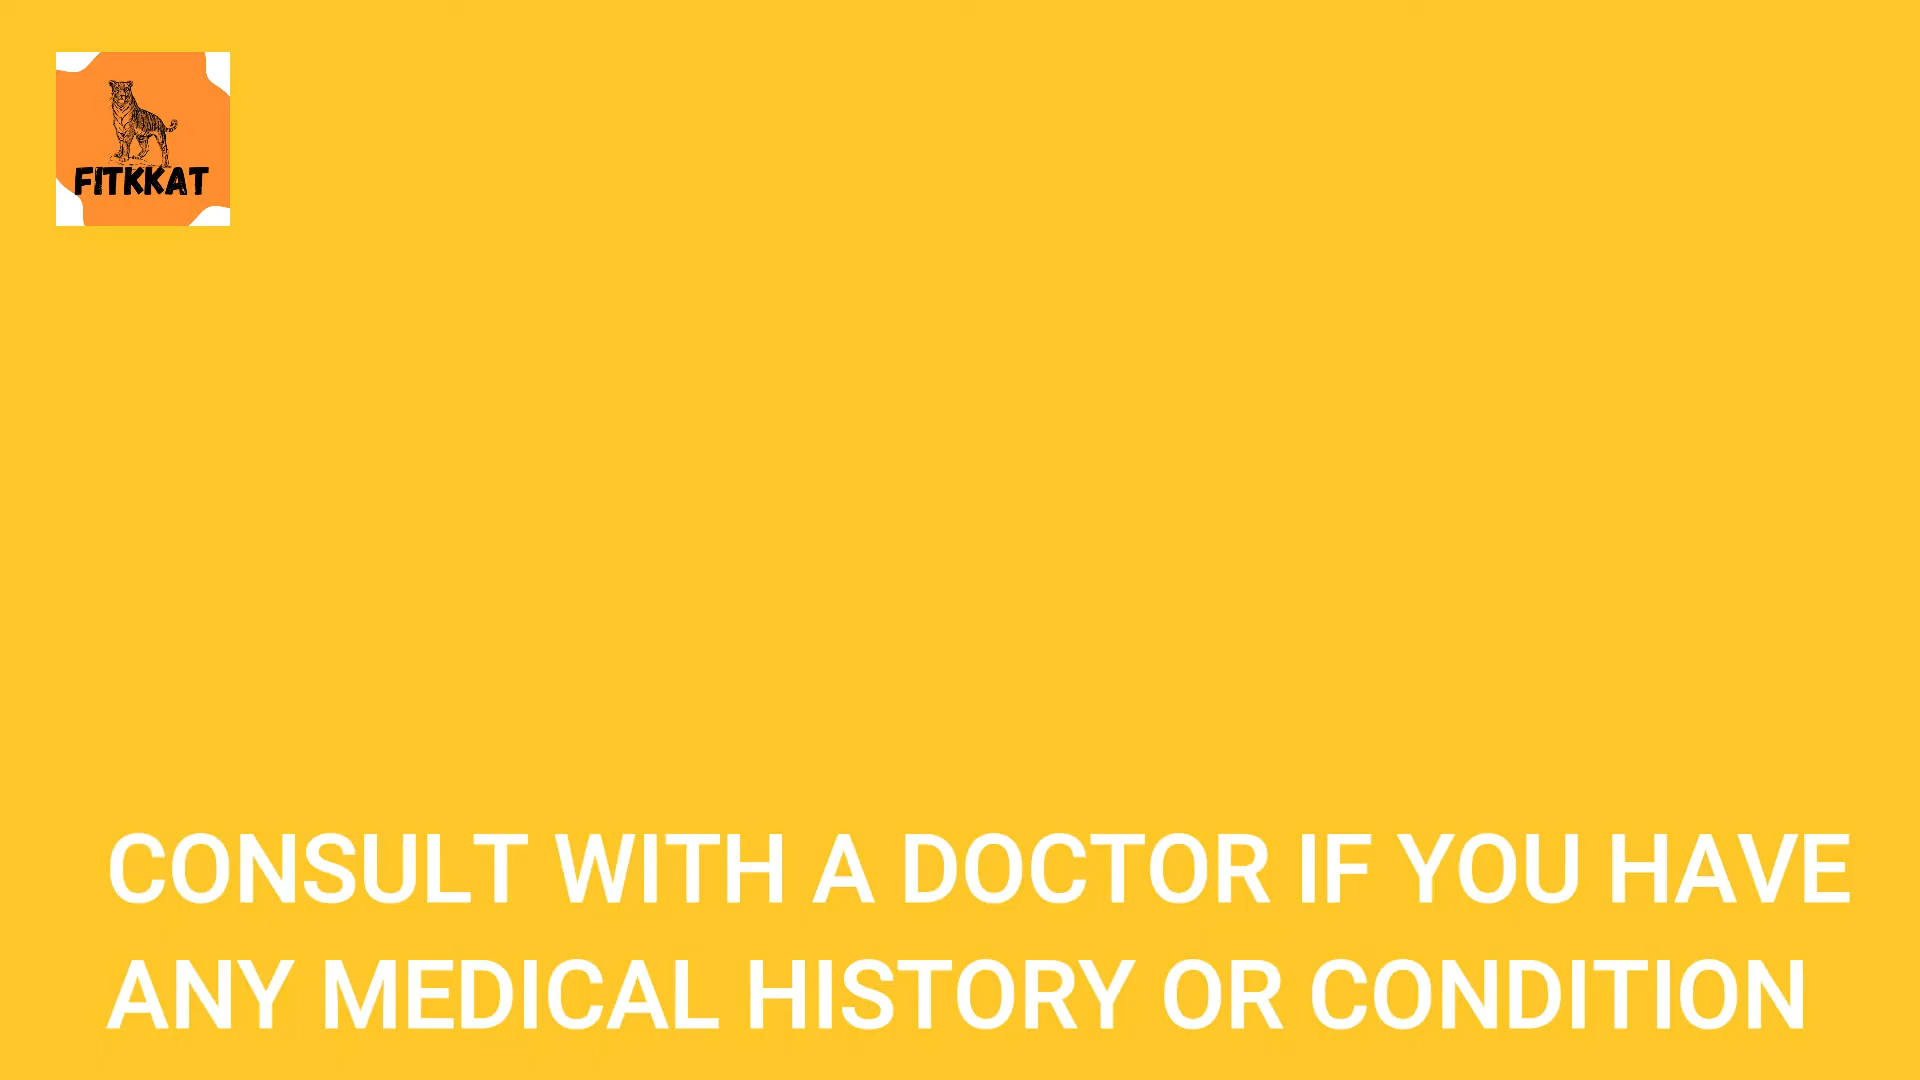 FITKKAT
CONSULT WITH A DOCTOR IF YOU HAVE
ANY MEDICAL HISTORY OR CONDITION